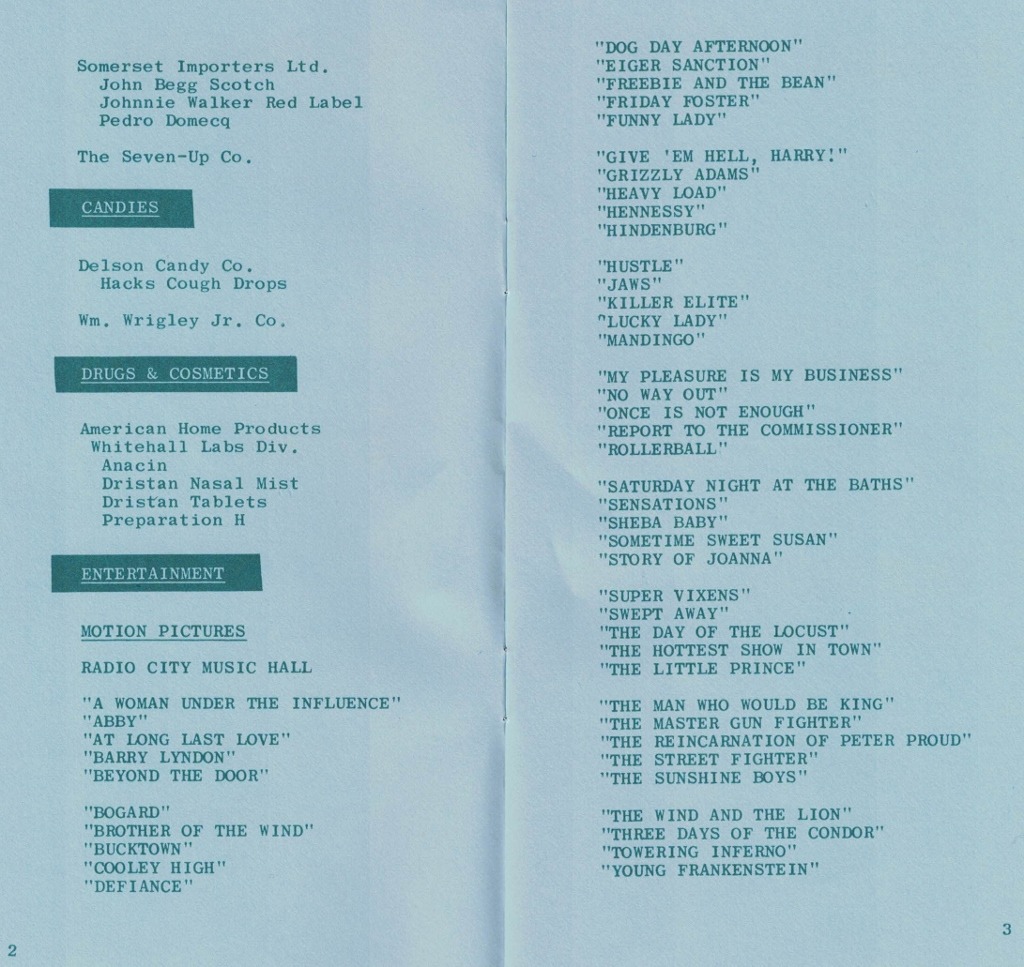 Somerset Importers Ltd.
John Begg Scotch
Johnnie Walker Red Label
Pedro Domecq
The Seven-Up Co.
CANDIES
Delson Candy Co.
Hacks Cough Drops
Wm. Wrigley Jr. Co.
DRUGS & COSMETICS
American Home Products
Whitehall Labs Div.
Anacin
Dristan Nasal Mist
Dristan Tablets
Preparation H
ENTERTAINMENT
MOTION PICTURES
RADIO CITY MUSIC HALL
"A WOMAN UNDER THE INFLUENCE"
"ABBY"
"AT LONG LAST LOVE"
"BARRY LYNDON"
"BEYOND THE DOOR"
"BOGARD"
"BROTHER OF THE WIND"
"BUCKTOWN"
"COOLEY HIGH"
"DEFIANCE"
2
"DOG DAY AFTERNOON"
"EIGER SANCTION"
"FREEBIE AND THE BEAN"
"FRIDAY FOSTER"
"FUNNY LADY"
"GIVE 'EM HELL, HARRY!"
"GRIZZLY ADAMS"
"HEAVY LOAD"
"HENNESSY"
"HINDENBURG"
"HUSTLE"
"JAWS"
"KILLER ELITE"
"LUCKY LADY"
"MANDINGO"
"MY PLEASURE IS MY BUSINESS"
"NO WAY OUT"
"ONCE IS NOT ENOUGH"
"REPORT TO THE COMMISSIONER"
"ROLLERBALL"
"SATURDAY NIGHT AT THE BATHS"
"SENSATIONS"
"SHEBA BABY"
"SOMETIME SWEET SUSAN"
"STORY OF JOANNA"
"SUPER VIXENS"
"SWEPT AWAY"
"THE DAY OF THE LOCUST"
"THE HOTTEST SHOW IN TOWN"
"THE LITTLE PRINCE"
"THE MAN WHO WOULD BE KING"
"THE MASTER GUN FIGHTER"
"THE REINCARNATION OF PETER PROUD"
"THE STREET FIGHTER"
"THE SUNSHINE BOYS"
"THE WIND AND THE LION"
"THREE DAYS OF THE CONDOR"
"TOWERING INFERNO"
"YOUNG FRANKENSTEIN"
3